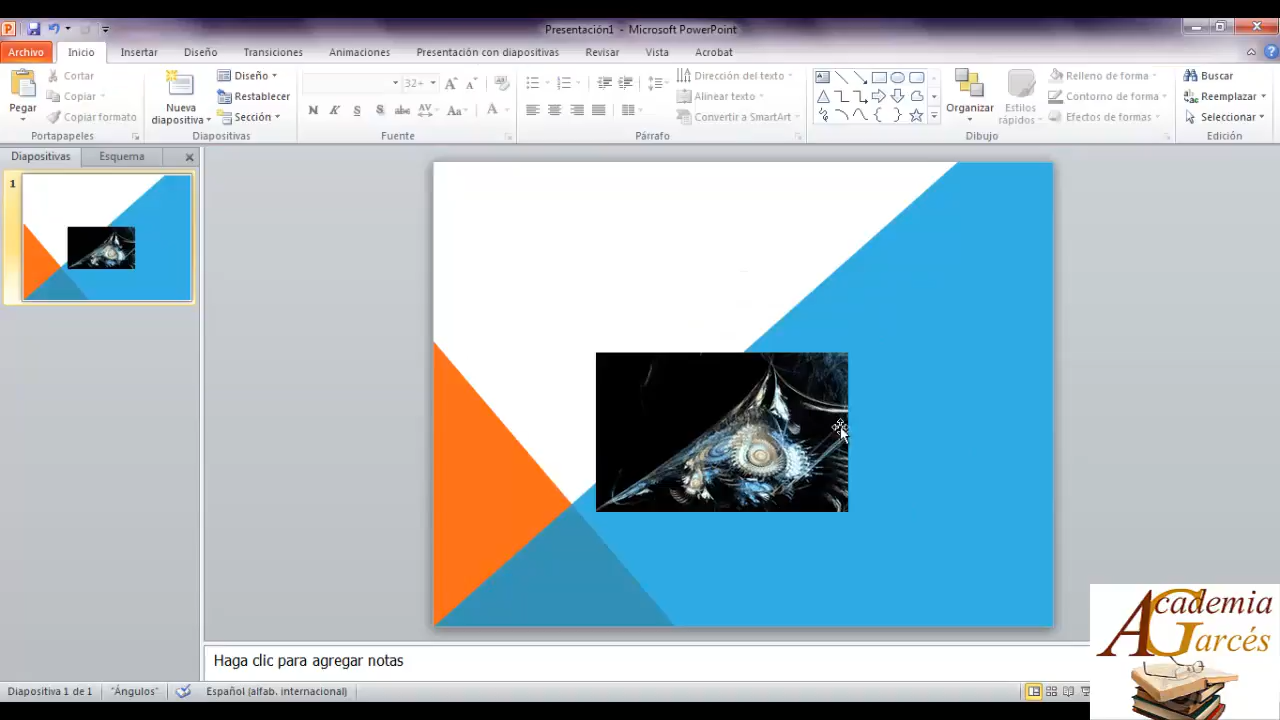 Presentación1 - Microsoft PowerPoint
Archivo Inicio Insertar Diseño Transiciones Animaciones Presentación con diapositivas Revisar Vista Acrobat
Pegar
Cortar
Copiar
Copiar formato
Portapapeles
Nueva diapositiva
Diseño
Restablecer
Sección
Diapositivas
32+
N K S S abc AV Aa A
Fuente
Dirección del texto
Alinear texto
Convertir a SmartArt
Párrafo
Organizar
Estilos rápidos
Relleno de forma
Contorno de forma
Efectos de formas
Dibujo
Buscar
Reemplazar
Seleccionar
Edición
Diapositivas Esquema
1
Haga clic para agregar notas
Diapositiva 1 de 1 "Ángulos" Español (alfab. internacional)
Academia
Garcés